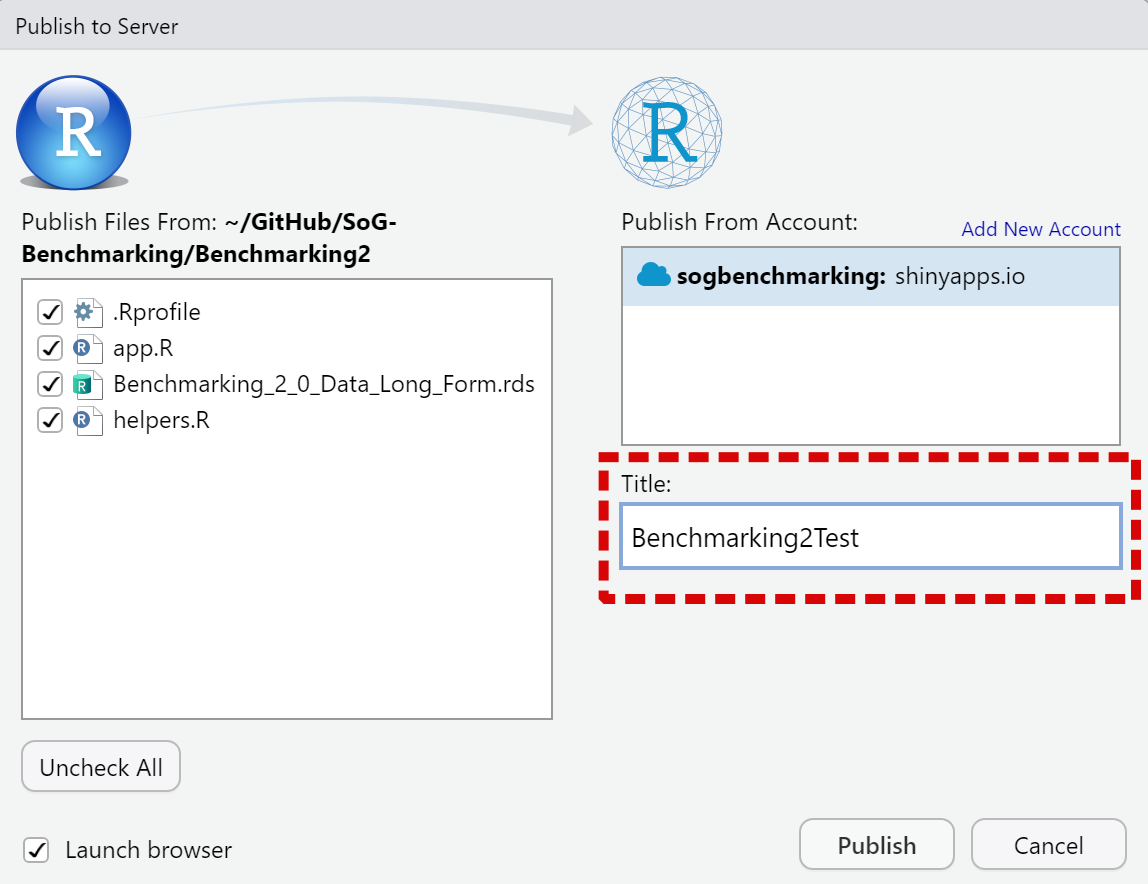 Publish to Server
R
R
Publish Files From: ~/GitHub/SoG-
Benchmarking/Benchmarking2
.Rprofile
R app.R
R Benchmarking_2_0_Data_Long_Form.rds
R helpers.R
Uncheck All
Launch browser
Publish From Account:
Add New Account
sogbenchmarking: shinyapps.io
Title:
Benchmarking2Test
Publish
Cancel